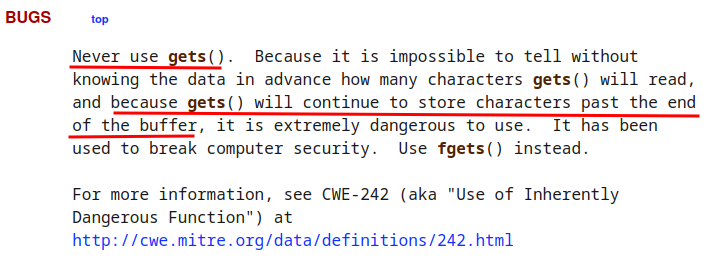 BUGS top
Never use gets(). Because it is impossible to tell without
knowing the data in advance how many characters gets() will read,
and because gets() will continue to store characters past the end
of the buffer, it is extremely dangerous to use. It has been
used to break computer security. Use fgets() instead.
For more information, see CWE-242 (aka "Use of Inherently
Dangerous Function") at
http://cwe.mitre.org/data/definitions/242.html